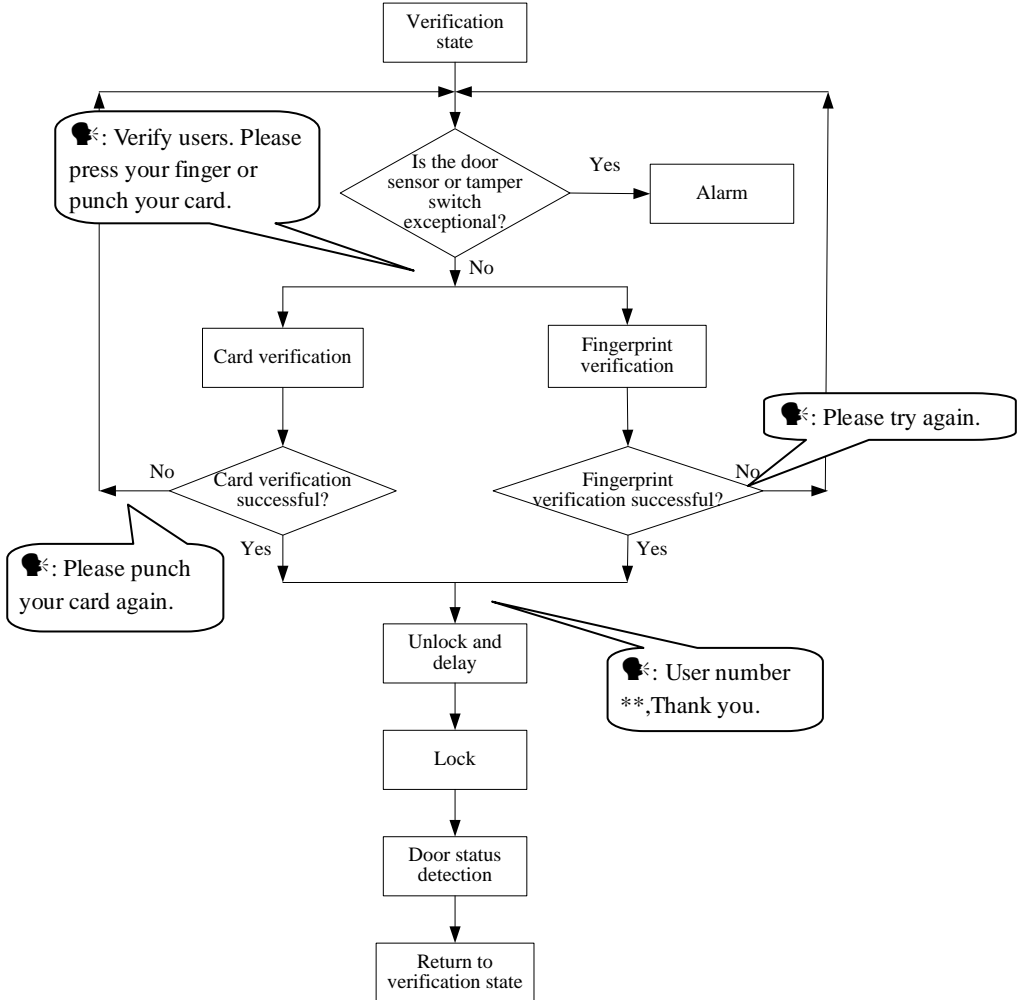 Verification
state
🗣: Verify users. Please
press your finger or
punch your card.
Is the door
sensor or tamper
switch
exceptional?
Yes
Alarm
No
Card verification
Fingerprint
verification
🗣: Please try again.
No
Card verification
successful?
Fingerprint
verification successful?
No
Yes
Yes
🗣: Please punch
your card again.
Unlock and
delay
🗣: User number
**,Thank you.
Lock
Door status
detection
Return to
verification state